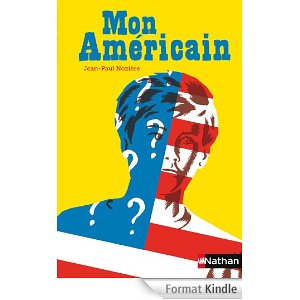 Mon
Américain
Jean-Paul Nozière
? ? ? ? ? ?
Nathan
Format Kindle